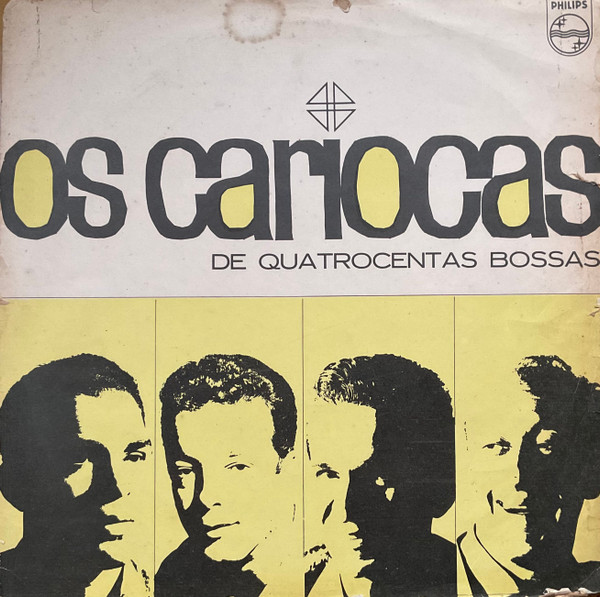 PHILIPS
os cariocas
DE QUATROCENTAS BOSSAS